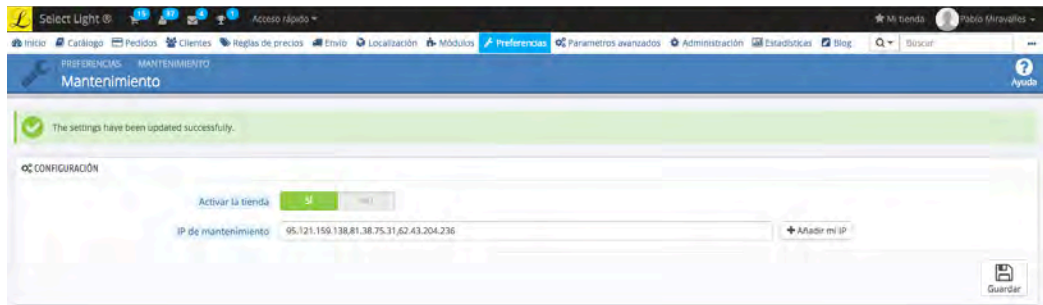 Select Light ® 15 37 4 1 Acceso rápido Mi tienda Pablo Miravalles
Inicio Catálogo Pedidos Clientes Reglas de precios Envío Localización Módulos Preferencias Parametros avanzados Administración Estadísticas Blog Buscar
PREFERENCIAS MANTENIMIENTO
Mantenimiento
Ayuda
The settings have been updated successfully.
CONFIGURACIÓN
Activar la tienda SÍ NO
IP de mantenimiento 95.121.159.138,81.38.75.31,62.43.204.236 Añadir mi IP
Guardar